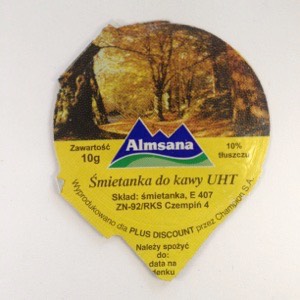 Zawartość
10g
Almsana
10%
tłuszczu
Śmietanka do kawy UHT
Skład: śmietanka, E 407
ZN-92/RKS Czempiń 4
Wyprodukowano dla PLUS DISCOUNT przez Champion S.A.
Należy spożyć
do:
data na
denku